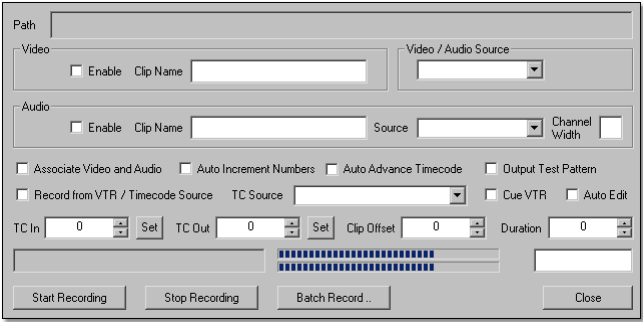 Path
Video
Enable Clip Name
Video / Audio Source
Audio
Enable Clip Name Source Channel Width
Associate Video and Audio Auto Increment Numbers Auto Advance Timecode Output Test Pattern
Record from VTR / Timecode Source TC Source Cue VTR Auto Edit
TC In 0 Set TC Out 0 Set Clip Offset 0 Duration 0
Start Recording Stop Recording Batch Record .. Close